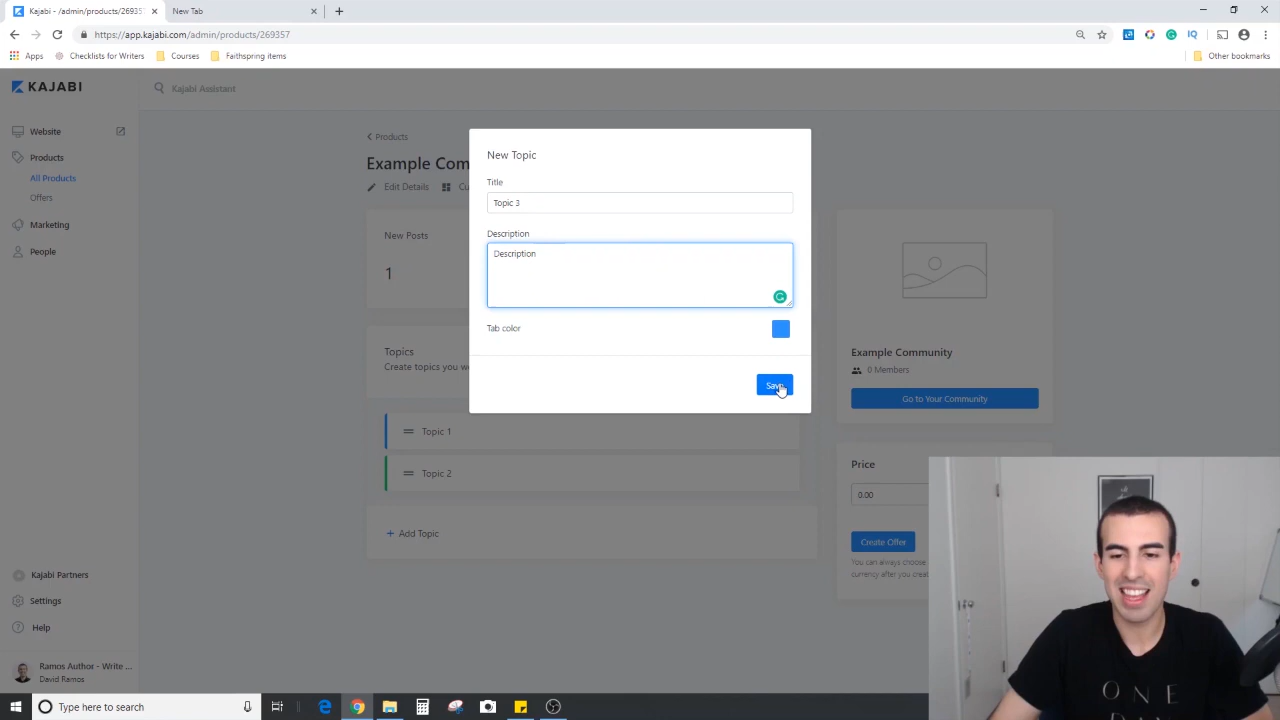 Kajabi - Products - 26935
New Tab
https://app.kajabi.com/admin/products/269357
Apps
Checklists for Writers
Courses
Faithspring items
Other bookmarks
KAJABI
Kajabi Assistant
Website
Products
All Products
Offers
Marketing
People
Kajabi Partners
Settings
Help
Ramos Author - Write ...
David Ramos
Products
Example Com
Edit Details
Cu
New Posts
1
Topics
Create topics you w
Topic 1
Topic 2
+ Add Topic
New Topic
Title
Topic 3
Description
Description
Tab color
Save
Example Community
0 Members
Go to Your Community
Price
0.00
Create Offer
You can always choose
currency after you creat
ONE
Type here to search